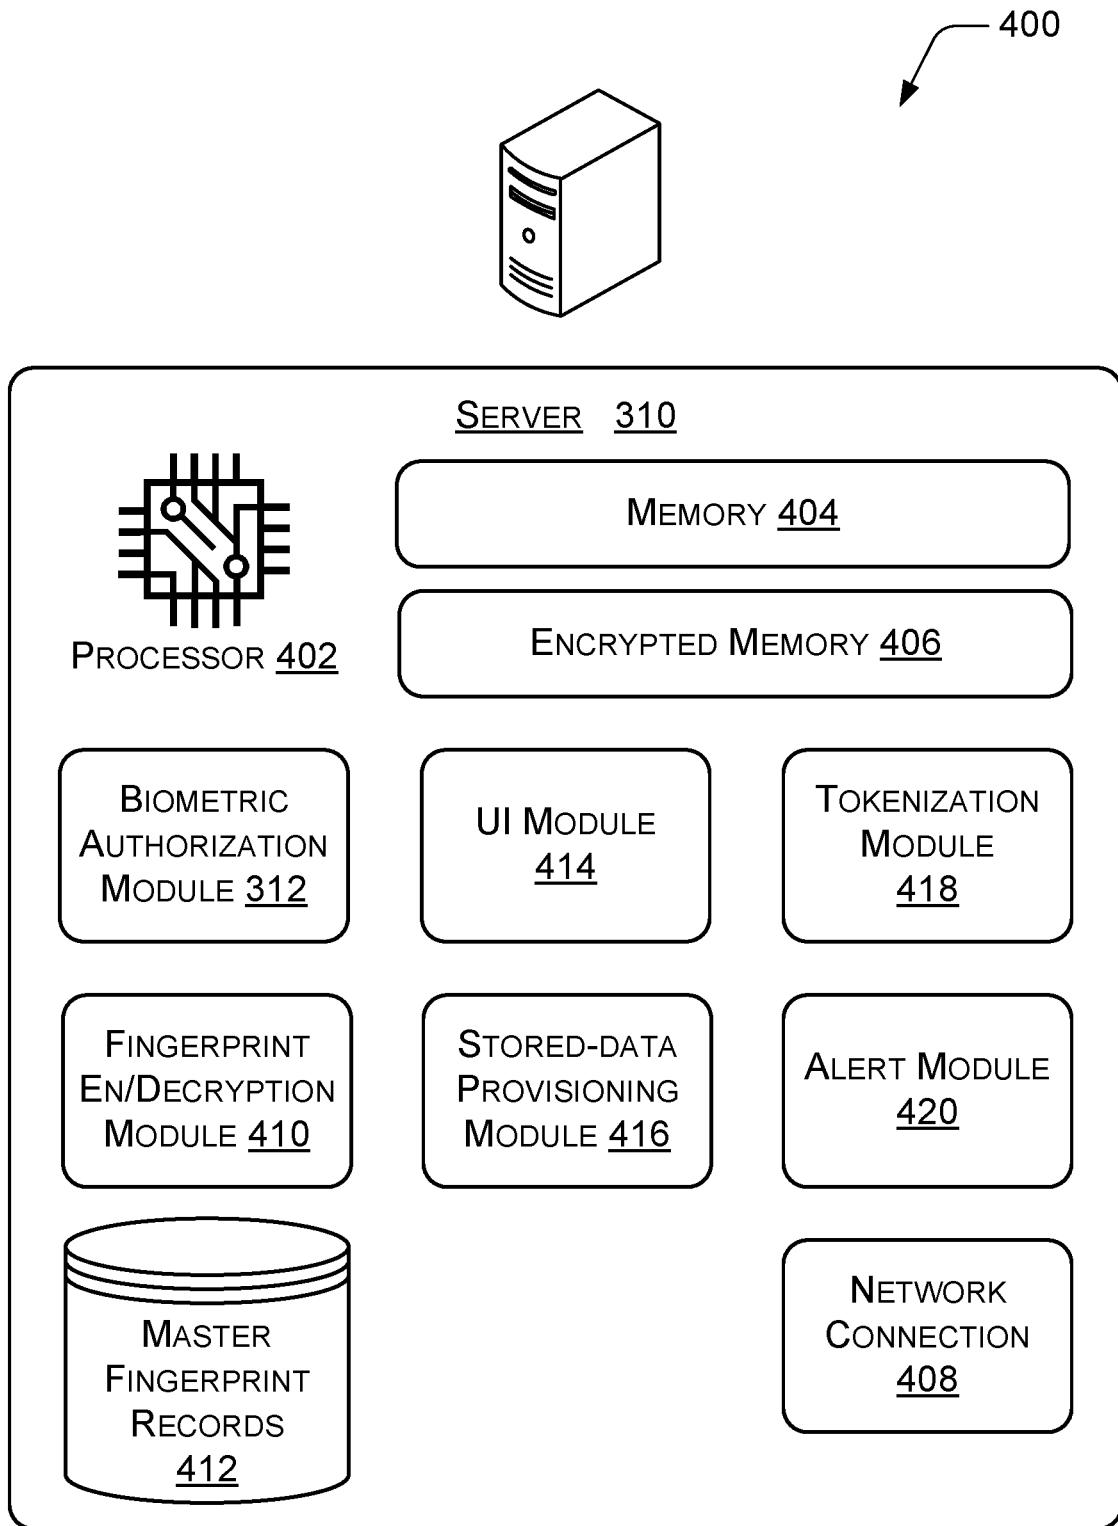 400
SERVER 310
MEMORY 404
ENCRYPTED MEMORY 406
PROCESSOR 402
BIOMETRIC
AUTHORIZATION
MODULE 312
UI MODULE
414
TOKENIZATION
MODULE
418
FINGERPRINT
EN/DECRYPTION
MODULE 410
STORED-DATA
PROVISIONING
MODULE 416
ALERT MODULE
420
MASTER
FINGERPRINT
RECORDS
412
NETWORK
CONNECTION
408